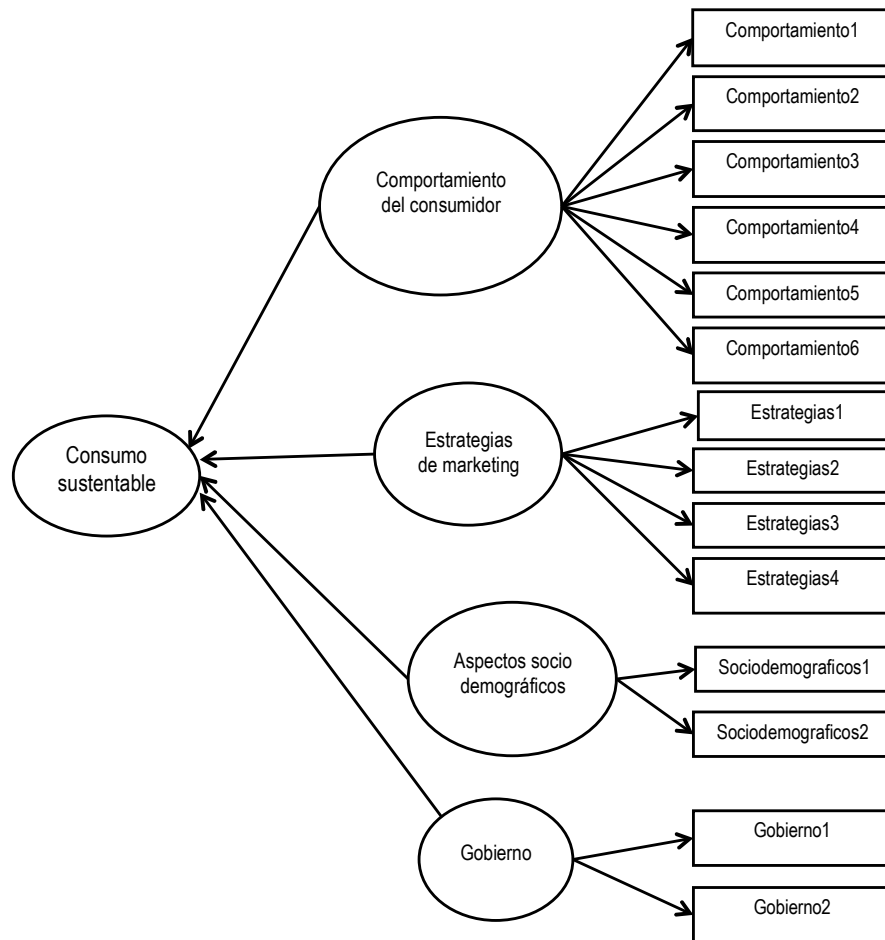 Comportamiento1
Comportamiento2
Comportamiento3
Comportamiento4
Comportamiento5
Comportamiento6
Comportamiento
del consumidor
Estrategias1
Estrategias2
Estrategias3
Estrategias4
Estrategias
de marketing
Consumo
sustentable
Aspectos socio
demográficos
Sociodemograficos1
Sociodemograficos2
Gobierno
Gobierno1
Gobierno2